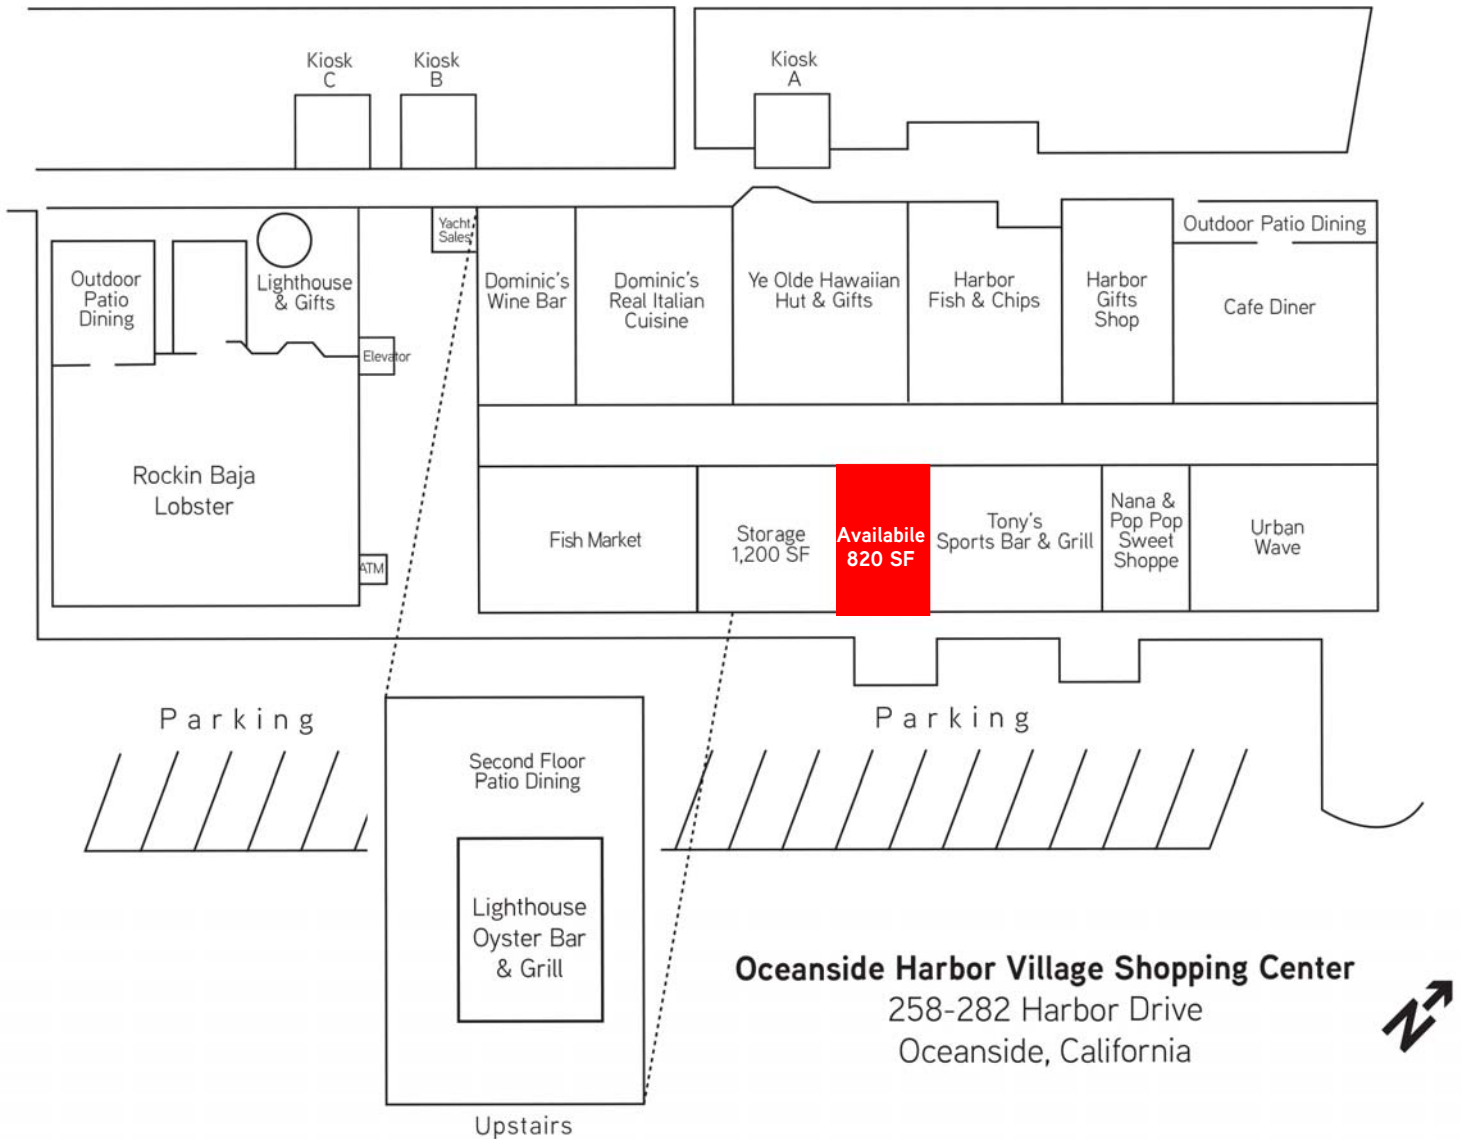 Kiosk
C
Kiosk
B
Kiosk
A
Yacht
Sales
Outdoor Patio Dining
Outdoor
Patio
Dining
Lighthouse
& Gifts
Dominic's
Wine Bar
Dominic's
Real Italian
Cuisine
Ye Olde Hawaiian
Hut & Gifts
Harbor
Fish & Chips
Harbor
Gifts
Shop
Cafe Diner
Elevator
Rockin Baja
Lobster
ATM
Fish Market
Storage
1,200 SF
Availabile
820 SF
Tony's
Sports Bar & Grill
Nana &
Pop Pop
Sweet
Shoppe
Urban
Wave
Parking
Parking
Second Floor
Patio Dining
Lighthouse
Oyster Bar
& Grill
Upstairs
Oceanside Harbor Village Shopping Center
258-282 Harbor Drive
Oceanside, California
N